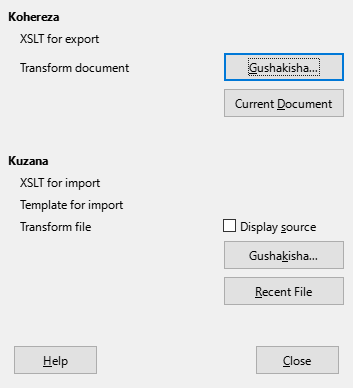 Kohereza
XSLT for export
Transform document
Gushakisha...
Current Document
Kuzana
XSLT for import
Template for import
Transform file
Display source
Gushakisha...
Recent File
Help
Close